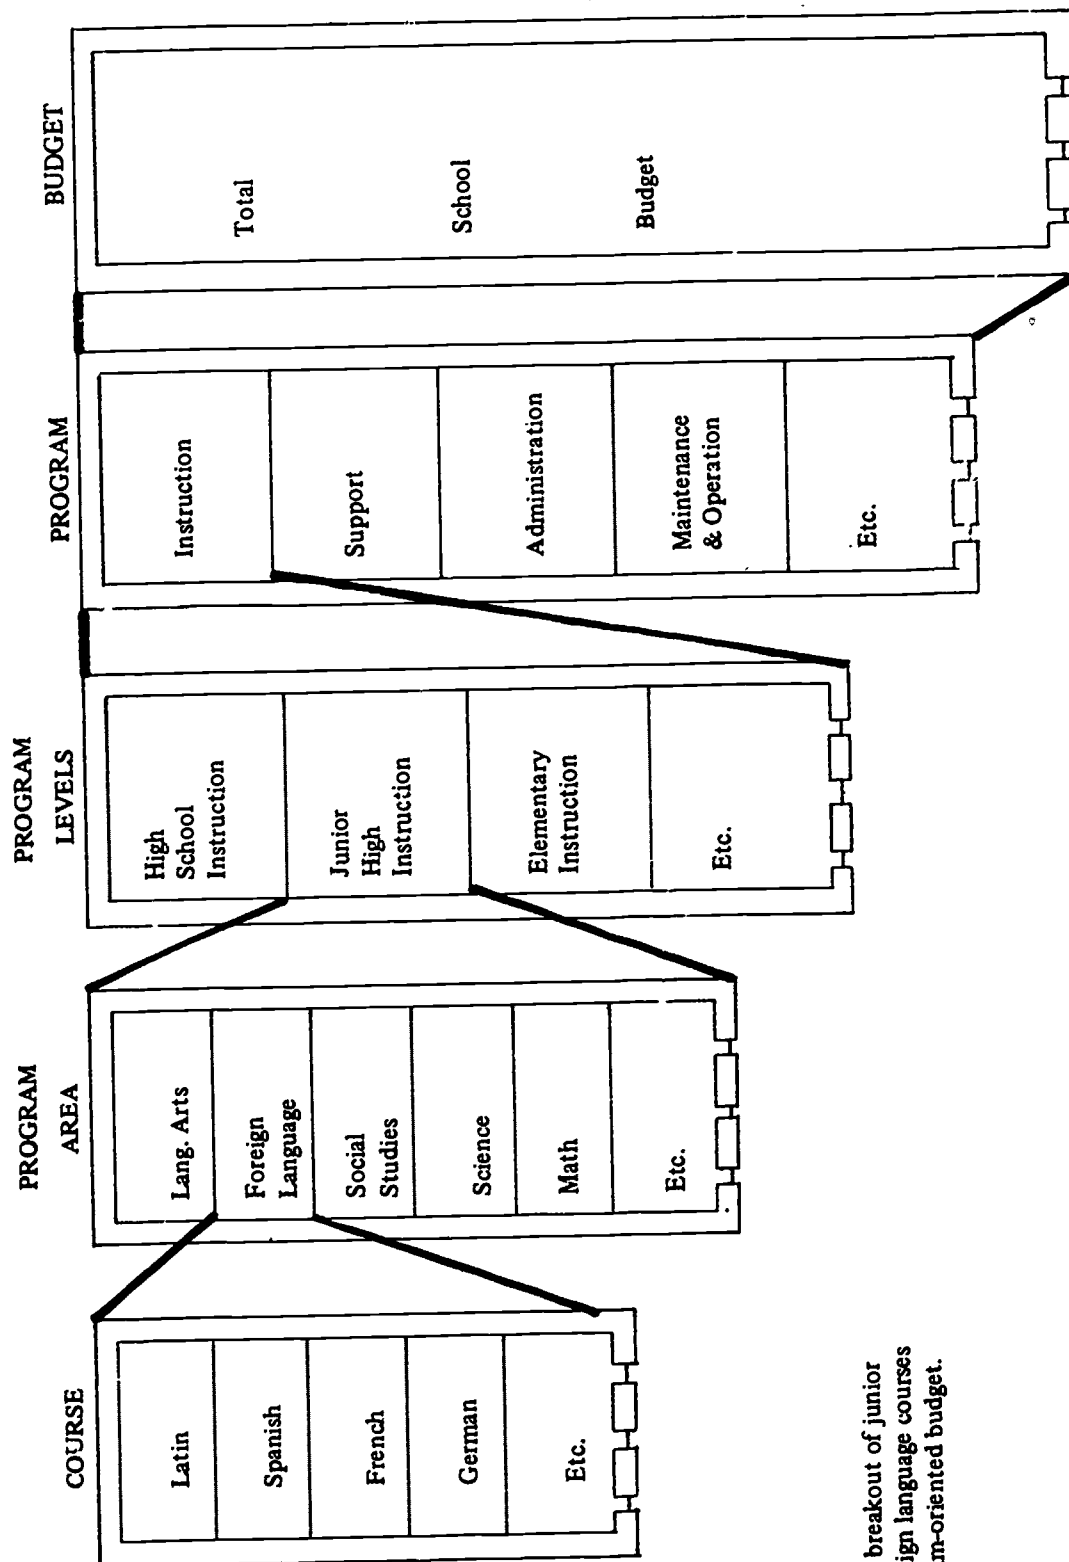 COURSE
Latin
Spanish
French
German
Etc.
PROGRAM
AREA
Lang. Arts
Foreign
Language
Social
Studies
Science
Math
Etc.
PROGRAM
LEVELS
High
School
Instruction
Junior
High
Instruction
Elementary
Instruction
Etc.
PROGRAM
Instruction
Support
Administration
Maintenance
& Operation
Etc.
BUDGET
Total
School
Budget
breakout of junior
ign language courses
m-oriented budget.